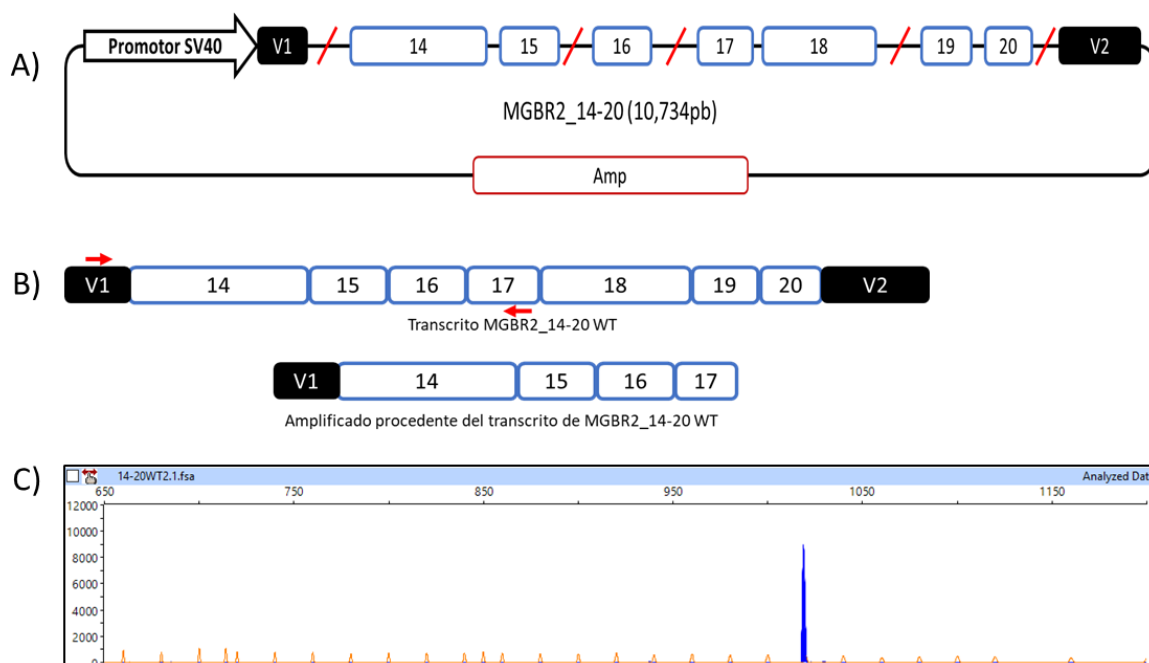 A)
Promotor SV40 V1 14 15 16 17 18 19 20 V2
MGBR2_14-20 (10,734pb)
Amp
B)
V1 14 15 16 17 18 19 20 V2
Transcrito MGBR2_14-20 WT
V1 14 15 16 17
Amplificado procedente del transcrito de MGBR2_14-20 WT
C)
14-20WT2.1.fsa Analyzed Dat
650 750 850 950 1050 1150
12000
10000
8000
6000
4000
2000
0